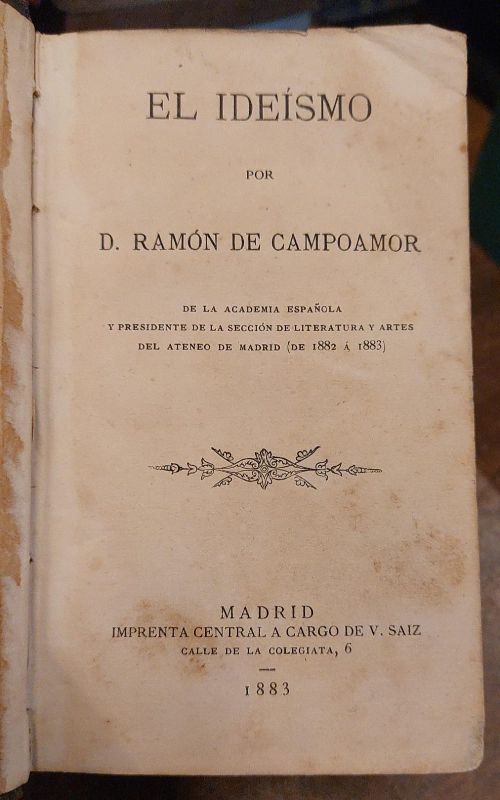 EL IDEÍSMO
POR
D. RAMÓN DE CAMPOAMOR
DE LA ACADEMIA ESPAÑOLA
Y PRESIDENTE DE LA SECCIÓN DE LITERATURA Y ARTES
DEL ATENEO DE MADRID (DE 1882 Á 1883)
MADRID
IMPRENTA CENTRAL A CARGO DE V. SAIZ
CALLE DE LA COLEGIATA, 6
1883